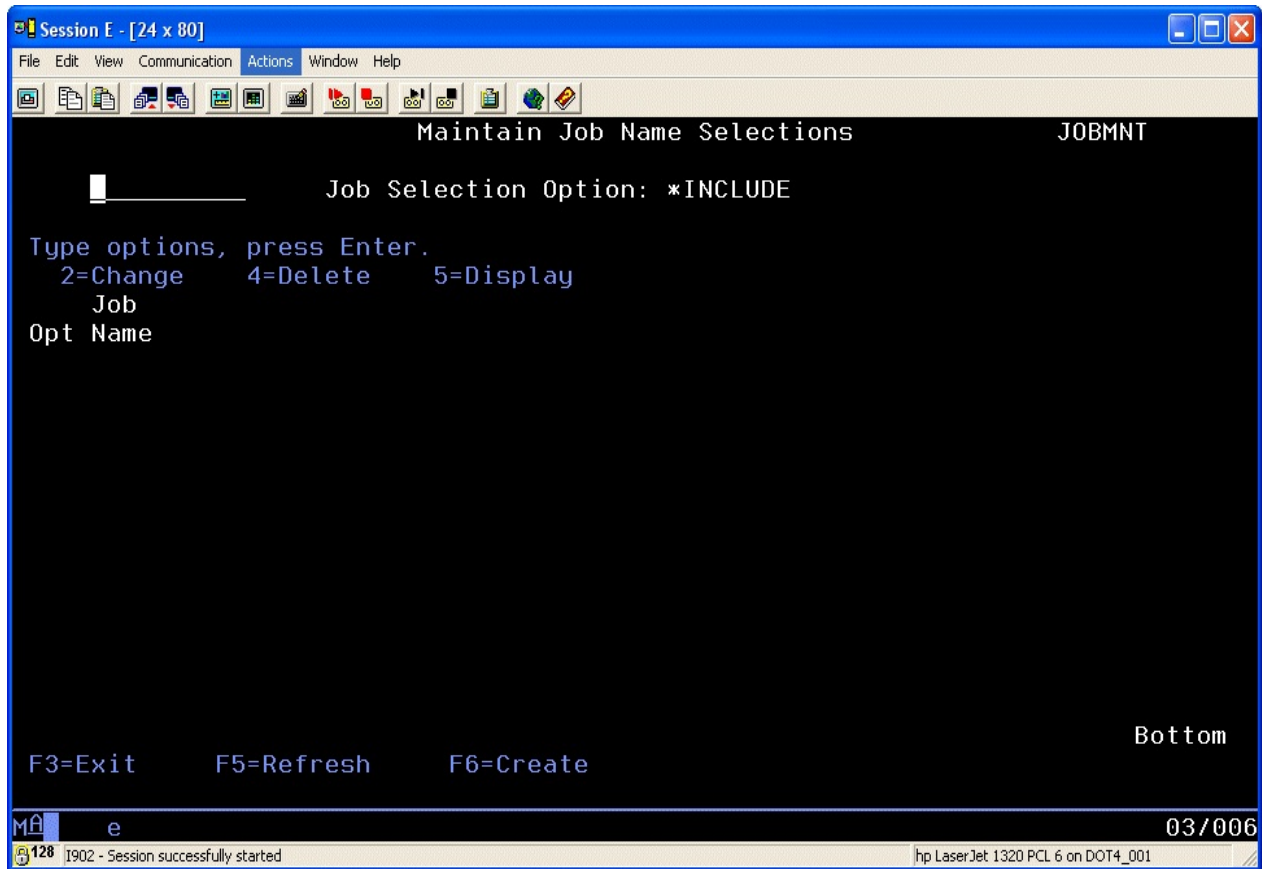 Session E - [24 x 80]
File Edit View Communication Actions Window Help
Maintain Job Name Selections JOBMNT
Job Selection Option: *INCLUDE
Type options, press Enter.
2=Change 4=Delete 5=Display
Job
Opt Name
Bottom
F3=Exit F5=Refresh F6=Create
MA e 03/006
128 I902 - Session successfully started hp LaserJet 1320 PCL 6 on DOT4_001